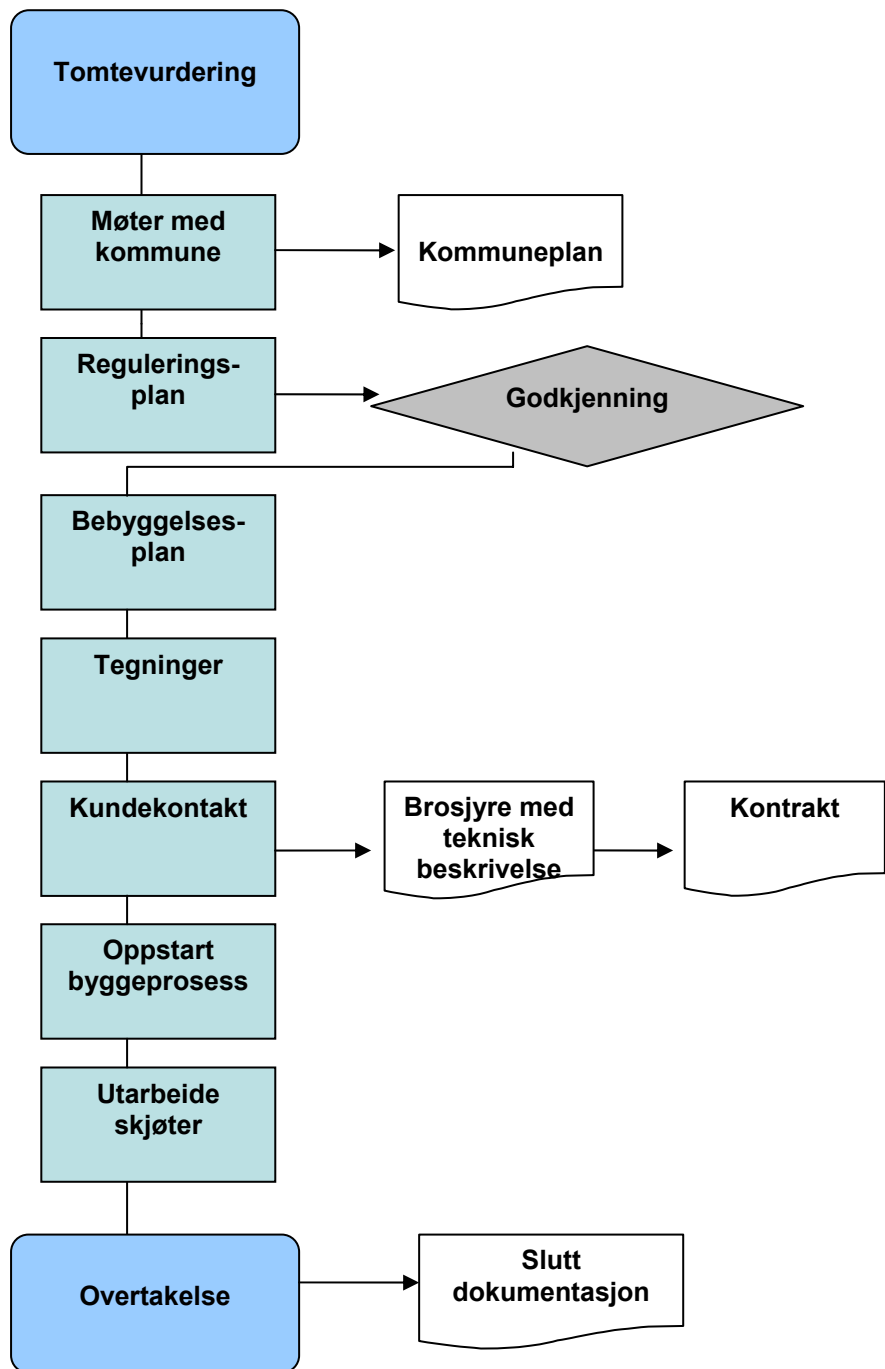 Tomtevurdering
Møter med
kommune
Kommuneplan
Regulerings-
plan
Godkjenning
Bebyggelses-
plan
Tegninger
Kundekontakt
Brosjyre med
teknisk
beskrivelse
Kontrakt
Oppstart
byggeprosess
Utarbeide
skjøter
Overtakelse
Slutt
dokumentasjon